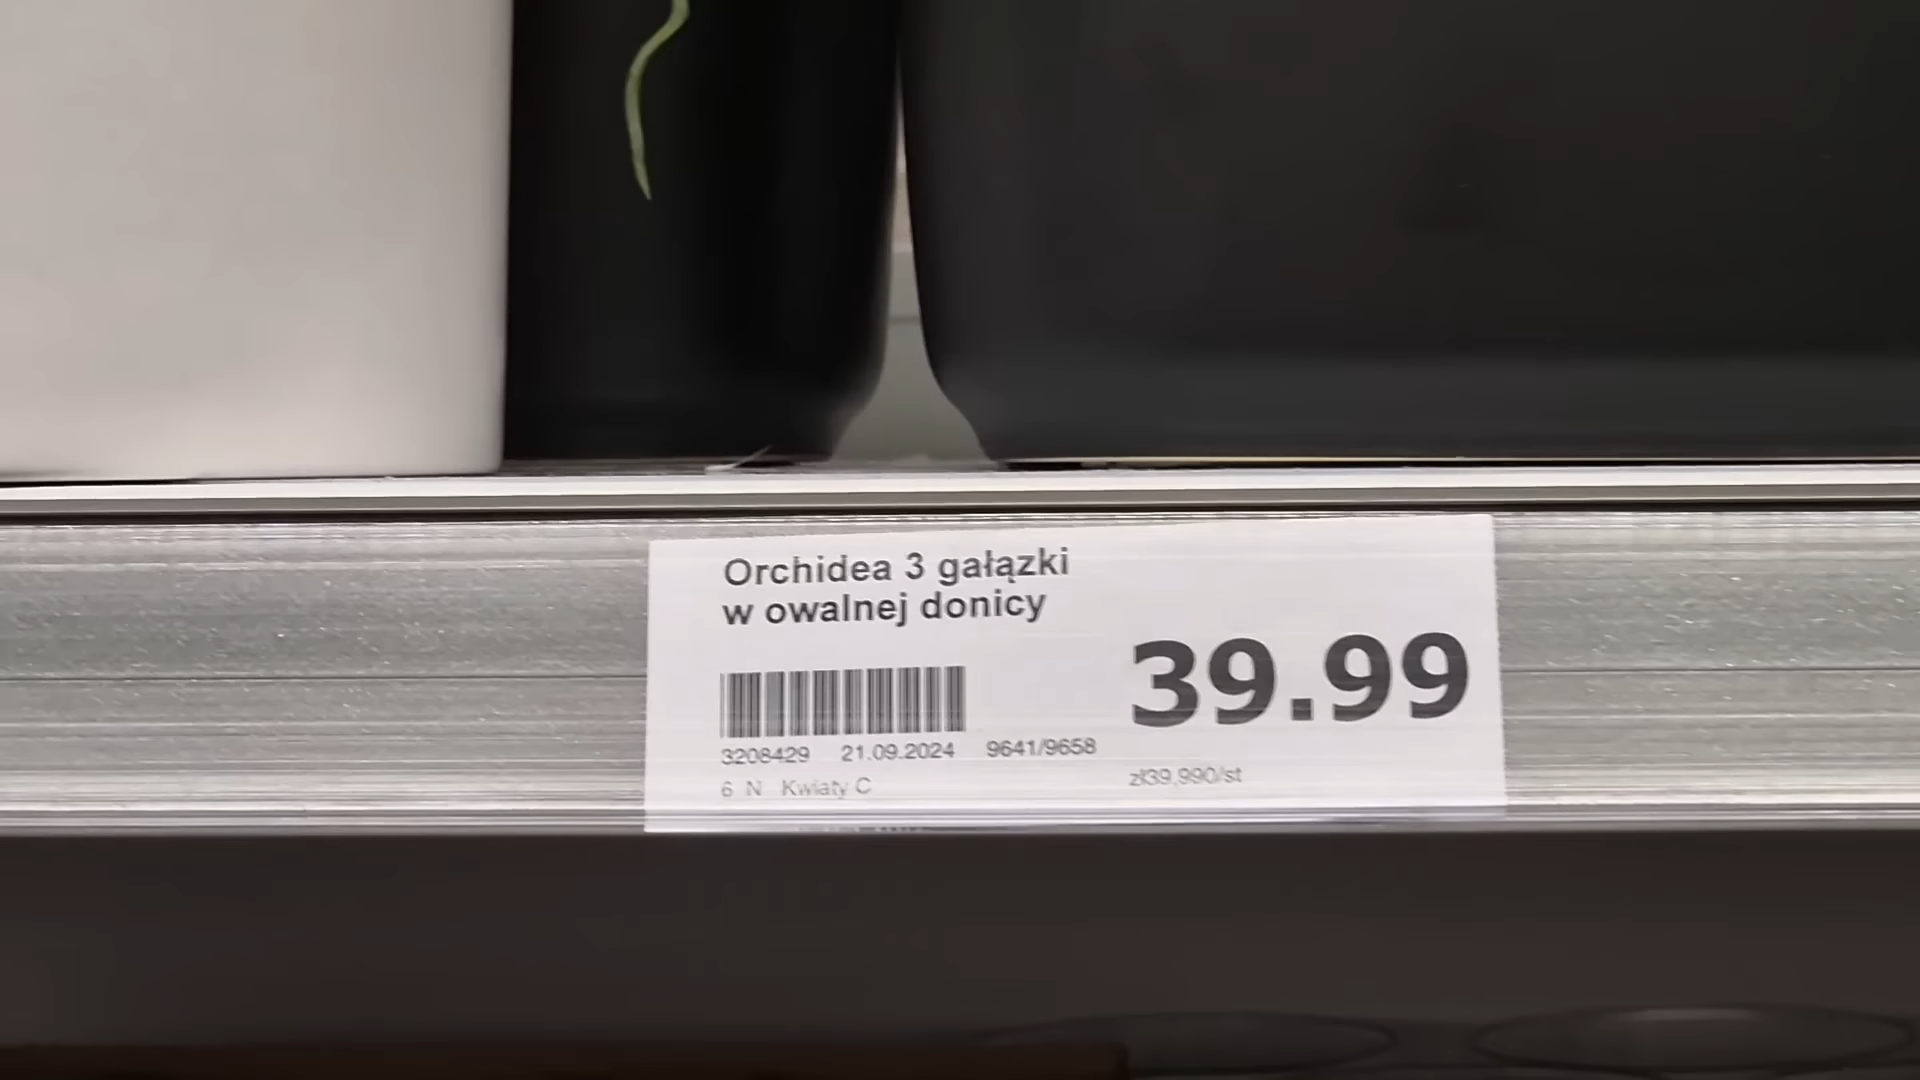 Orchidea 3 gałązki
w owalnej donicy
39.99
3208429 21.09.2024 9641/9658
6 N Kwiaty C
zł39,990/st